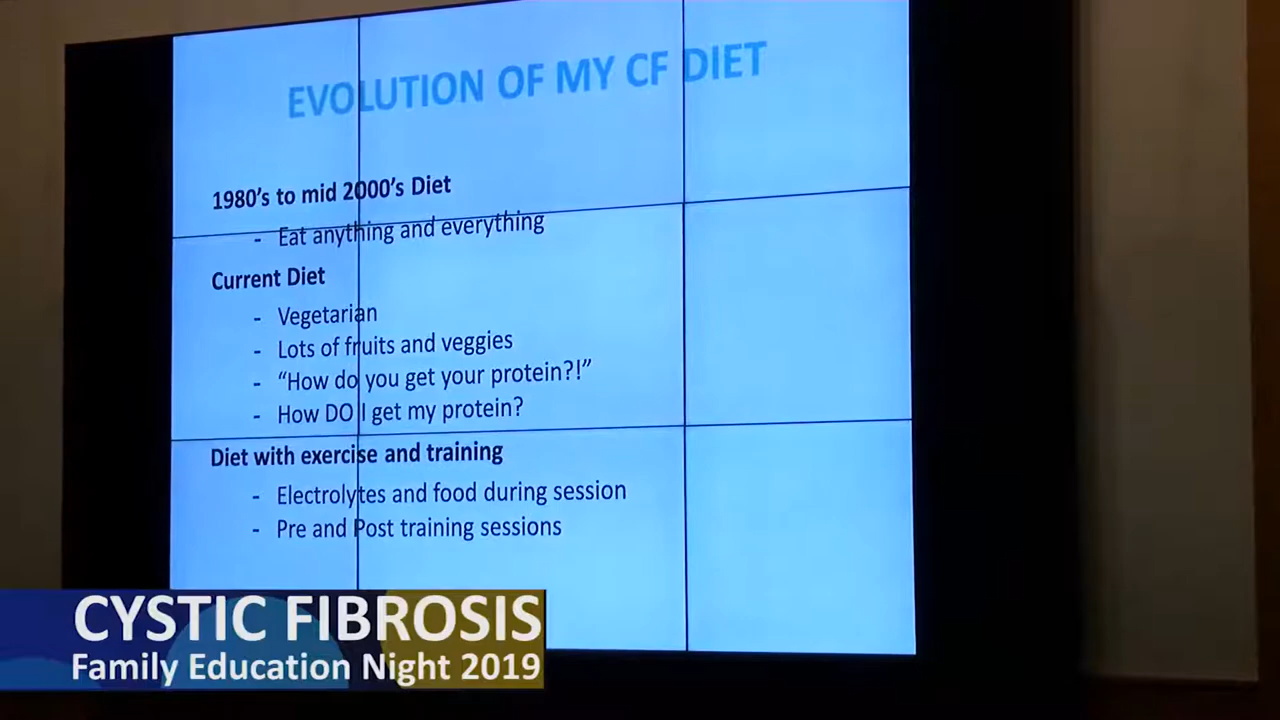 EVOLUTION OF MY CF DIET
1980's to mid 2000's Diet
- Eat anything and everything
Current Diet
- Vegetarian
- Lots of fruits and veggies
- “How do you get your protein?!”
- How DO I get my protein?
Diet with exercise and training
- Electrolytes and food during session
- Pre and Post training sessions
CYSTIC FIBROSIS
Family Education Night 2019